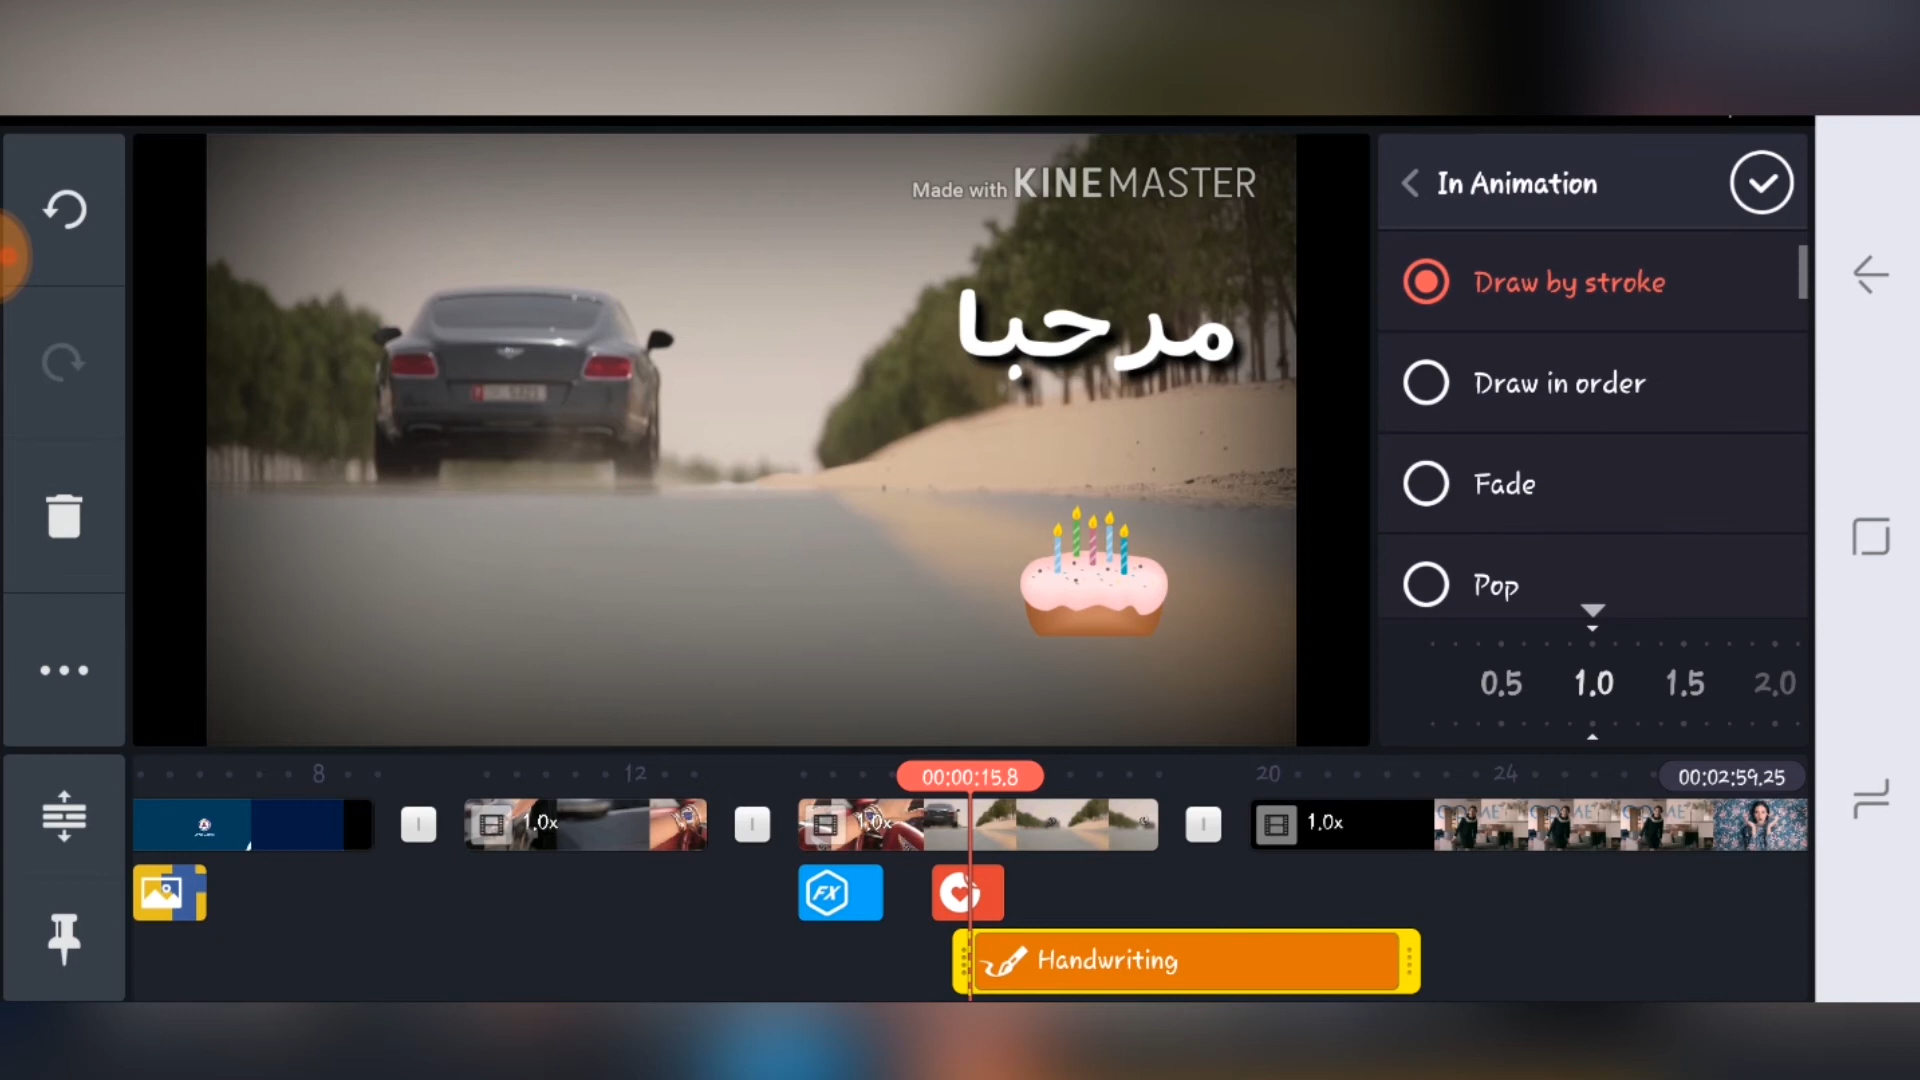 Made with KINEMASTER
مرحبا
In Animation
Draw by stroke
Draw in order
Fade
Pop
0.5 1.0 1.5 2.0
8 12 00:00:15.8 20 24 00:02:59.25
1.0x 1.0x 1.0x
FX
Handwriting